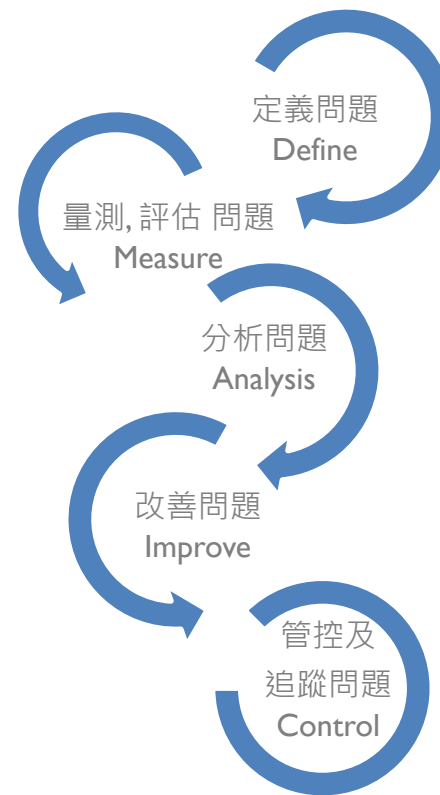 定義問題
Define
量測, 評估 問題
Measure
分析問題
Analysis
改善問題
Improve
管控及
追蹤問題
Control